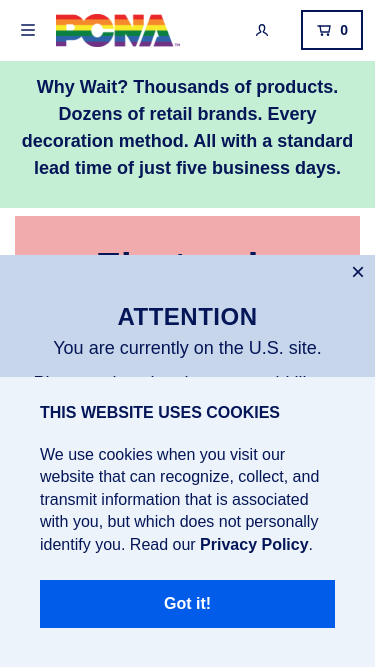 PCNA™
0
Why Wait? Thousands of products.
Dozens of retail brands. Every
decoration method. All with a standard
lead time of just five business days.
×
ATTENTION
You are currently on the U.S. site.
THIS WEBSITE USES COOKIES
We use cookies when you visit our
website that can recognize, collect, and
transmit information that is associated
with you, but which does not personally
identify you. Read our Privacy Policy.
Got it!